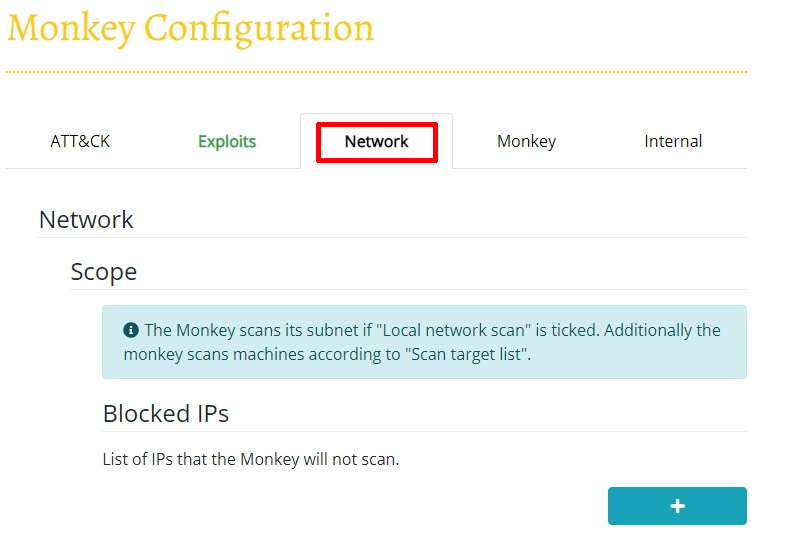 Monkey Configuration
ATT&CK Exploits Network Monkey Internal
Network
Scope
The Monkey scans its subnet if "Local network scan" is ticked. Additionally the
monkey scans machines according to "Scan target list".
Blocked IPs
List of IPs that the Monkey will not scan.
+